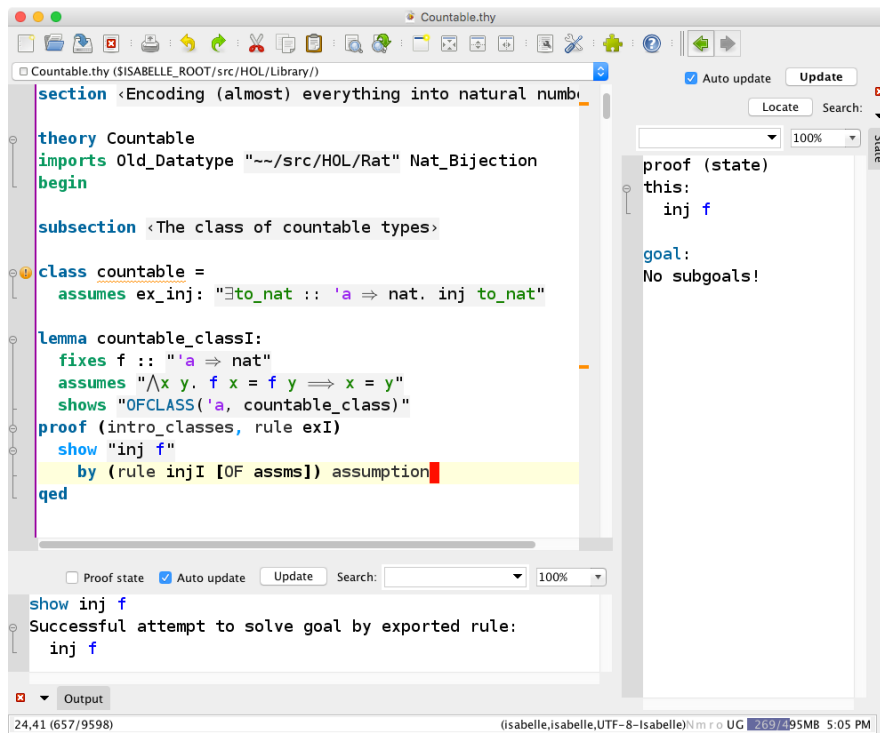 Countable.thy
Countable.thy ($ISABELLE_ROOT/src/HOL/Library/)
section ‹Encoding (almost) everything into natural numbe
theory Countable
imports Old_Datatype "~~/src/HOL/Rat" Nat_Bijection
begin
subsection ‹The class of countable types›
class countable =
assumes ex_inj: "∃to_nat :: 'a ⇒ nat. inj to_nat"
lemma countable_classI:
fixes f :: "'a ⇒ nat"
assumes "⋀x y. f x = f y ⟹ x = y"
shows "OFCLASS('a, countable_class)"
proof (intro_classes, rule exI)
show "inj f"
by (rule injI [OF assms]) assumption
qed
Auto update Update
Locate Search:
100%
State
proof (state)
this:
inj f
goal:
No subgoals!
Proof state Auto update Update Search: 100%
show inj f
Successful attempt to solve goal by exported rule:
inj f
Output
24,41 (657/9598) (isabelle,isabelle,UTF-8-Isabelle)N m r o UG 269/495MB 5:05 PM